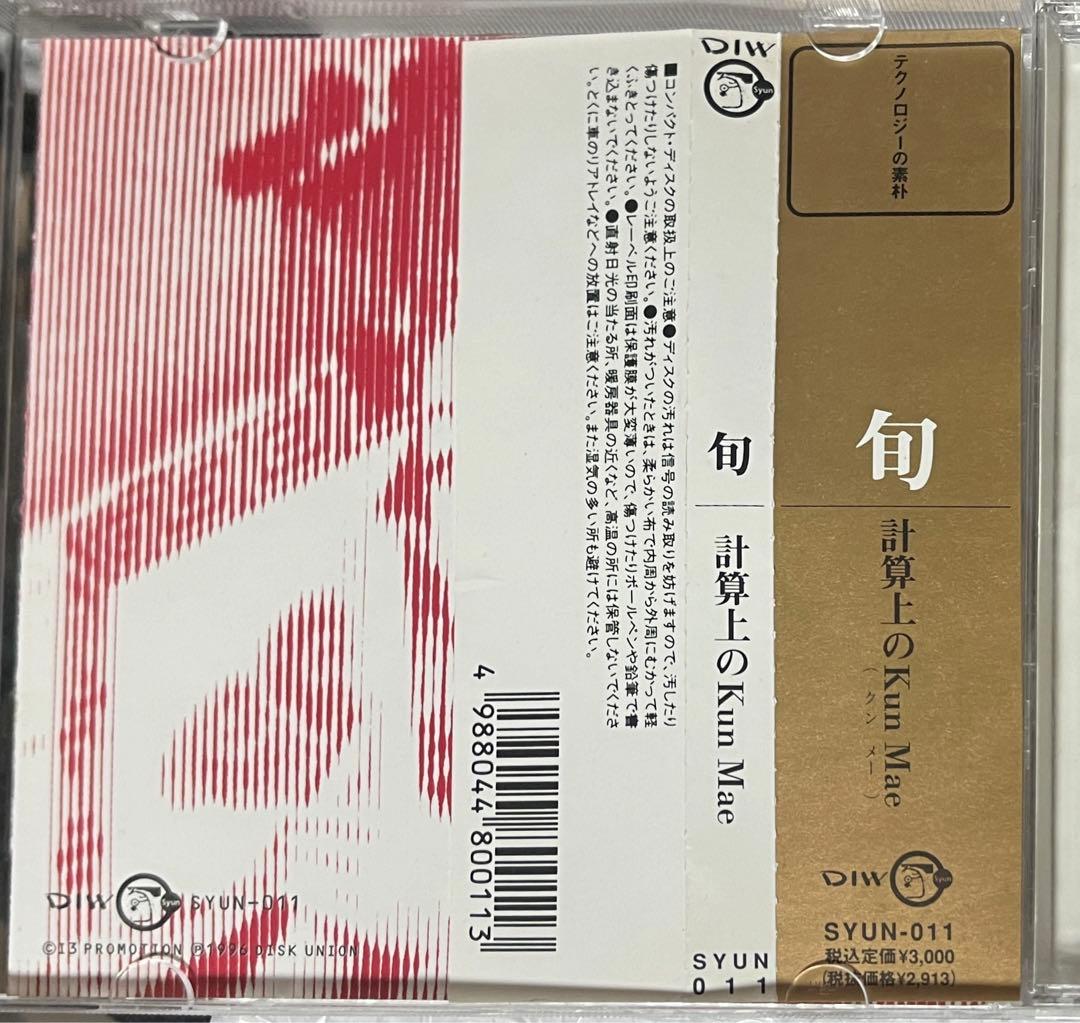 テクノロジーの素朴
旬
計算上のKun Mae
(クン メー)
DIW
Syun
SYUN-011
税込定価¥3,000
(税抜価格¥2,913)
DIW
Syun
旬
計算上のKun Mae
SYUN
011
■コンパクト・ディスクの取扱上のご注意●ディスクの汚れは信号の読み取りを妨げますので、汚したり
傷つけたりしないようご注意ください。●汚れがついたときは、柔らかい布で内周から外周にむかって軽
くふきとってください。●レーベル印刷面は保護膜が大変薄いので、傷つけたりボールペンや鉛筆で書
き込まないでください。●直射日光の当たる所、暖房器具の近くなど、高温の所には保管しないでくださ
い。とくに車のリアトレイなどへの放置はご注意ください。また湿気の多い所も避けてください。
4 988044 800113
DIW
Syun
SYUN-011
©I3 PROMOTION ℗1996 DISK UNION